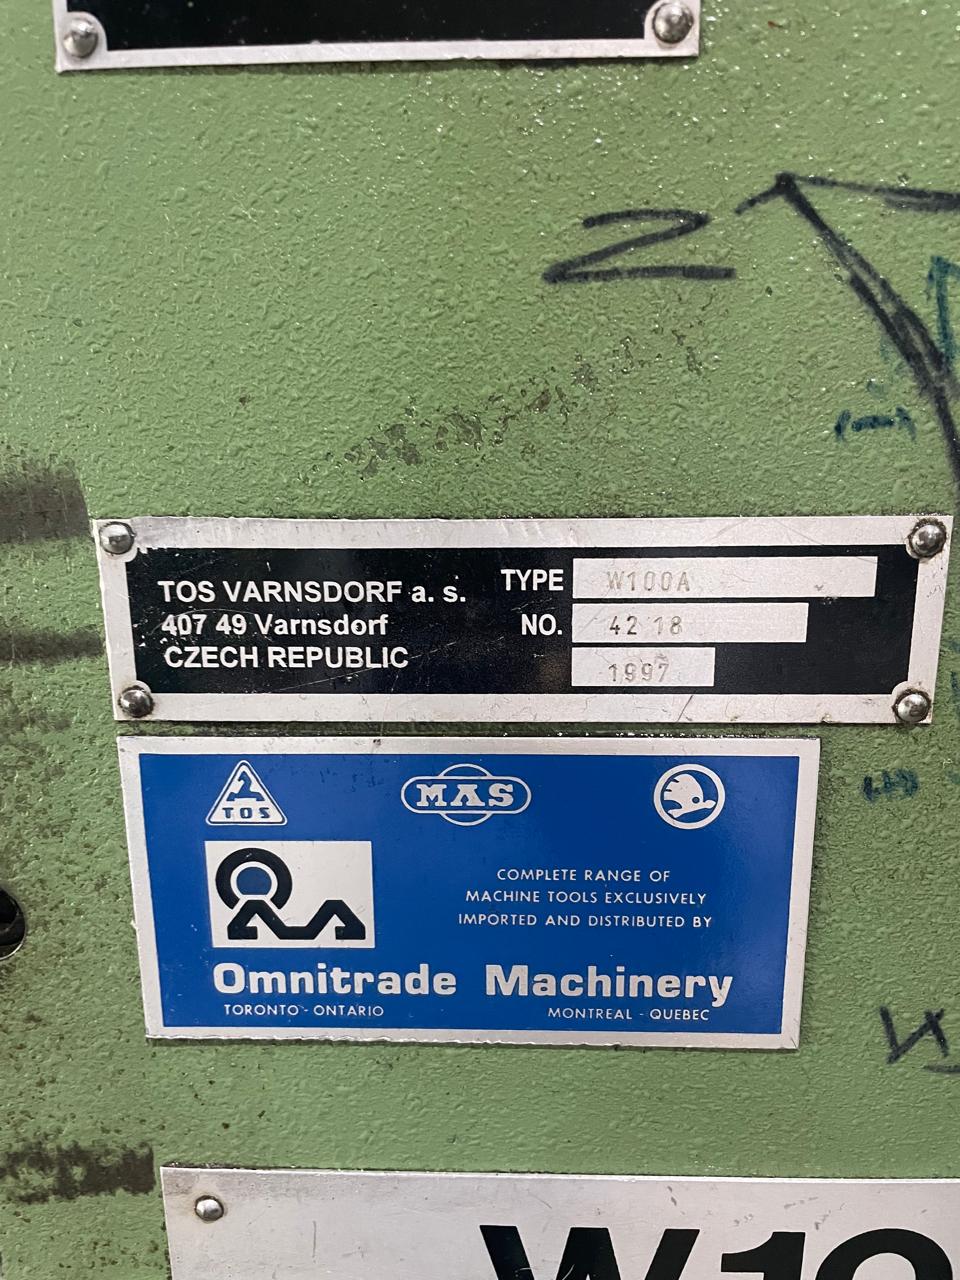 Z
TOS VARNSDORF a. s.
407 49 Varnsdorf
CZECH REPUBLIC
TYPE W100A
NO. 42 18
1997
TOS
MAS
COMPLETE RANGE OF
MACHINE TOOLS EXCLUSIVELY
IMPORTED AND DISTRIBUTED BY
Omnitrade Machinery
TORONTO - ONTARIO
MONTREAL - QUEBEC
W10